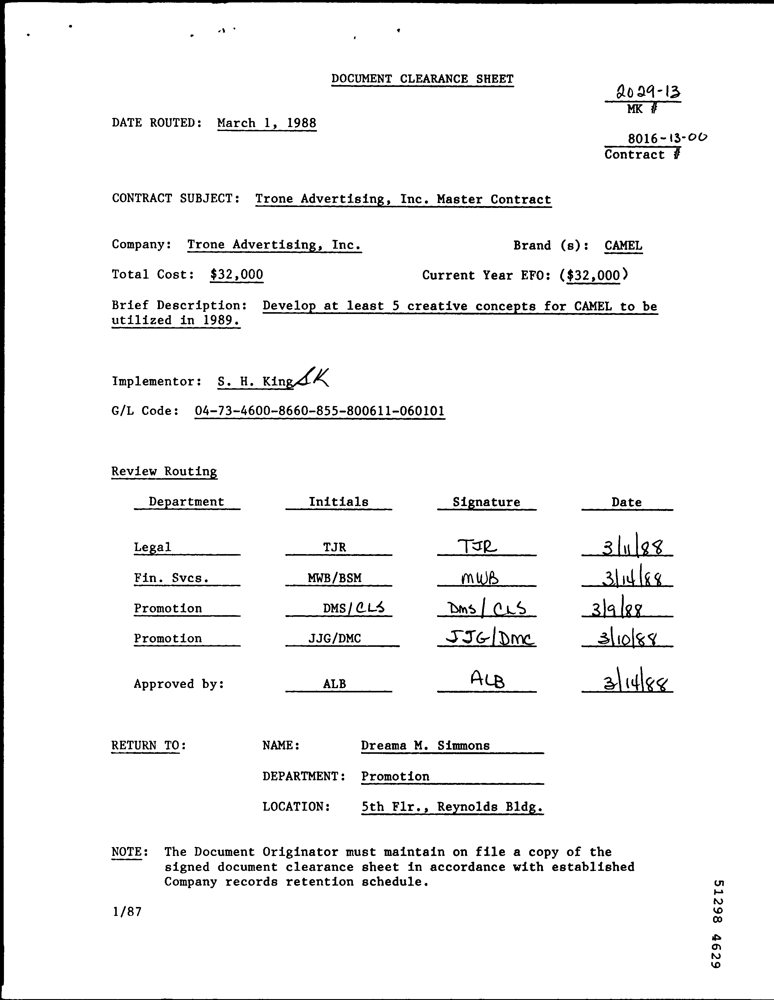 DOCUMENT CLEARANCE SHEET
2029-13
MK #
DATE ROUTED: March 1, 1988
8016-13-00
Contract #
CONTRACT SUBJECT: Trone Advertising, Inc. Master Contract
Company: Trone Advertising, Inc. Brand (s): CAMEL
Total Cost: $32,000 Current Year EFO: ($32,000)
Brief Description: Develop at least 5 creative concepts for CAMEL to be
utilized in 1989.
Implementor: S. H. King SK
G/L Code: 04-73-4600-8660-855-800611-060101
Review Routing
Department Initials Signature Date
Legal TJR TJR 3/11/88
Fin. Svcs. MWB/BSM MWB 3/14/88
Promotion DMS/CLS DMS/CLS 3/9/88
Promotion JJG/DMC JJG/DMC 3/10/88
Approved by: ALB ALB 3/14/88
RETURN TO: NAME: Dreama M. Simmons
DEPARTMENT: Promotion
LOCATION: 5th Flr., Reynolds Bldg.
NOTE: The Document Originator must maintain on file a copy of the
signed document clearance sheet in accordance with established
Company records retention schedule.
1/87
51298 4629